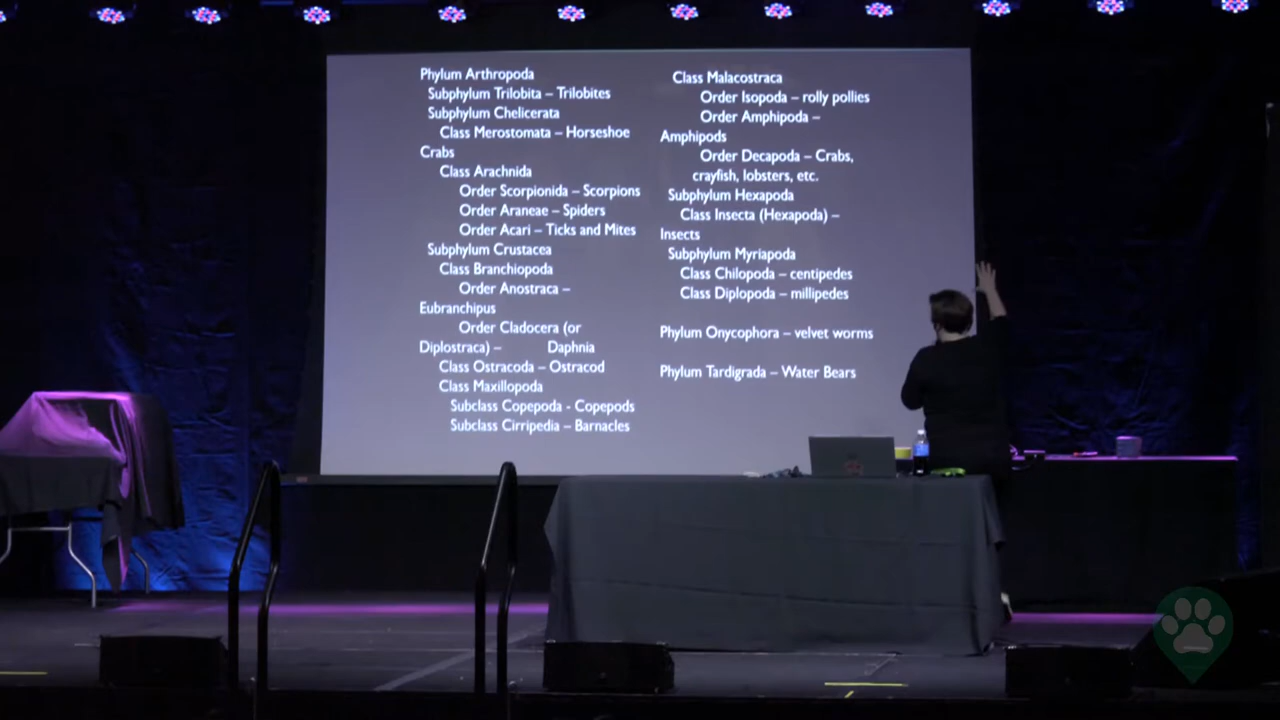 Phylum Arthropoda
Subphylum Trilobita – Trilobites
Subphylum Chelicerata
Class Merostomata – Horseshoe
Crabs
Class Arachnida
Order Scorpionida – Scorpions
Order Araneae – Spiders
Order Acari – Ticks and Mites
Subphylum Crustacea
Class Branchiopoda
Order Anostraca –
Eubranchipus
Order Cladocera (or
Diplostraca) – Daphnia
Class Ostracoda – Ostracod
Class Maxillopoda
Subclass Copepoda - Copepods
Subclass Cirripedia – Barnacles
Class Malacostraca
Order Isopoda – rolly pollies
Order Amphipoda –
Amphipods
Order Decapoda – Crabs,
crayfish, lobsters, etc.
Subphylum Hexapoda
Class Insecta (Hexapoda) –
Insects
Subphylum Myriapoda
Class Chilopoda – centipedes
Class Diplopoda – millipedes
Phylum Onycophora – velvet worms
Phylum Tardigrada – Water Bears